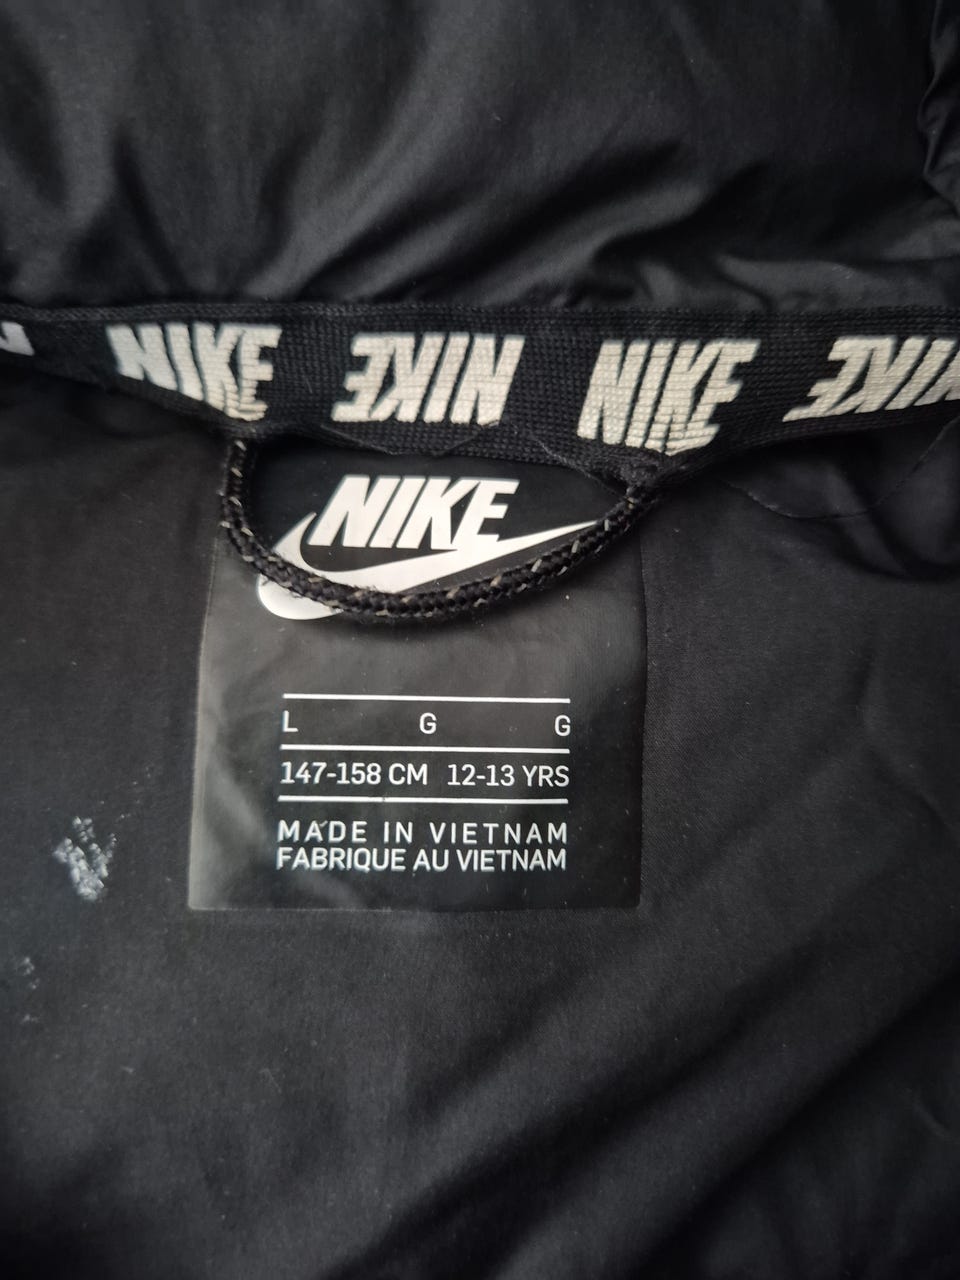 NIKE NIKE NIKE NIKE
NIKE
L G G
147-158 CM 12-13 YRS
MADE IN VIETNAM
FABRIQUE AU VIETNAM